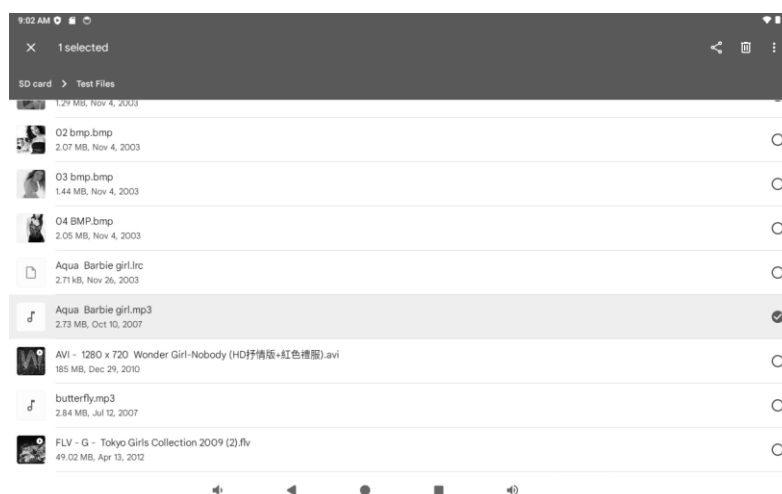 9:02 AM
1 selected
SD card > Test Files
1.29 MB, Nov 4, 2003
02 bmp.bmp
2.07 MB, Nov 4, 2003
03 bmp.bmp
1.44 MB, Nov 4, 2003
04 BMP.bmp
2.05 MB, Nov 4, 2003
Aqua  Barbie girl.lrc
2.71 kB, Nov 26, 2003
Aqua  Barbie girl.mp3
2.73 MB, Oct 10, 2007
AVI -  1280 x 720  Wonder Girl-Nobody (HD抒情版+紅色禮服).avi
185 MB, Dec 29, 2010
butterfly.mp3
2.84 MB, Jul 12, 2007
FLV - G -  Tokyo Girls Collection 2009 (2).flv
49.02 MB, Apr 13, 2012